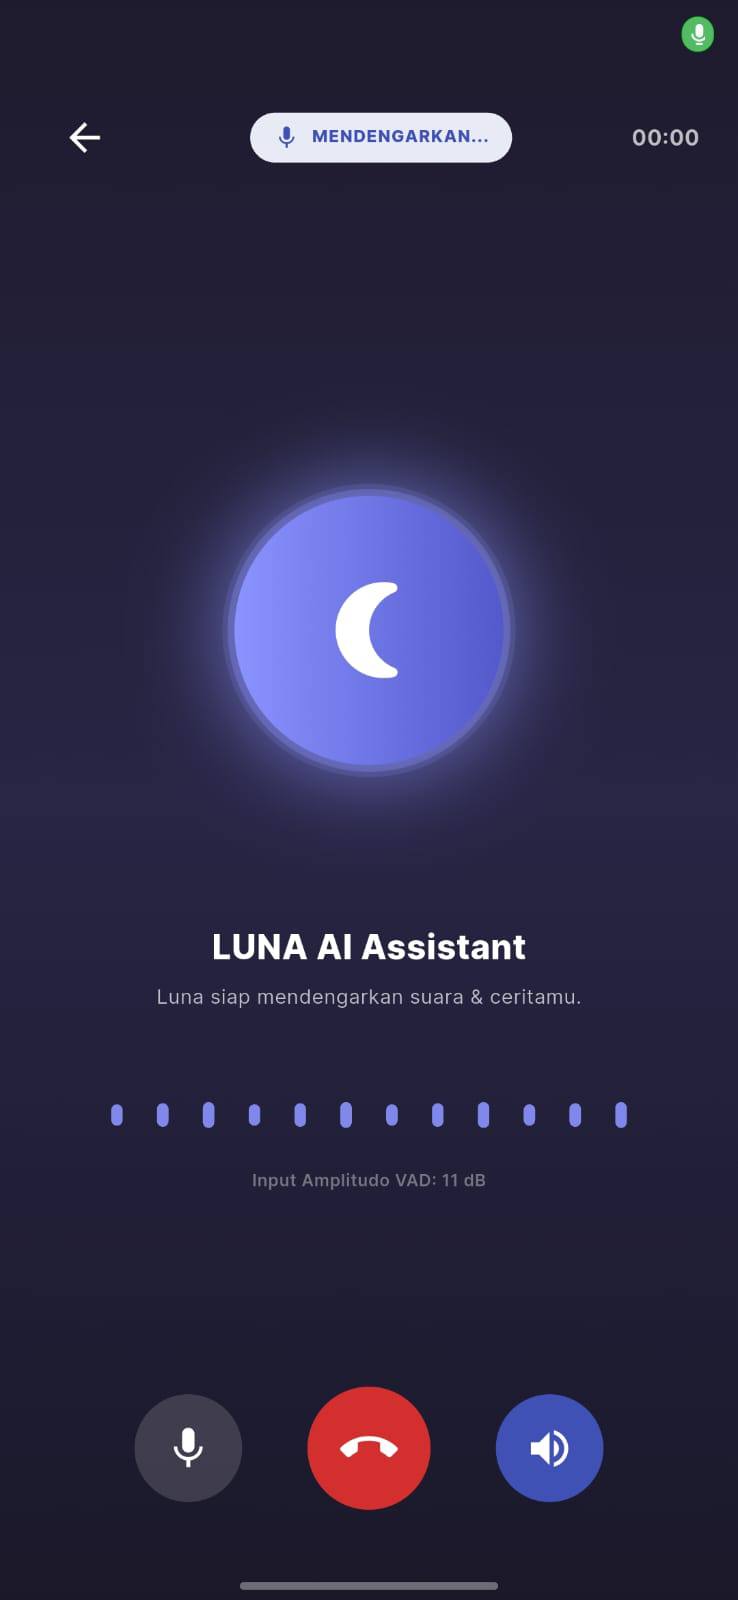 MENDENGARKAN...
00:00
LUNA AI Assistant
Luna siap mendengarkan suara & ceritamu.
Input Amplitudo VAD: 11 dB